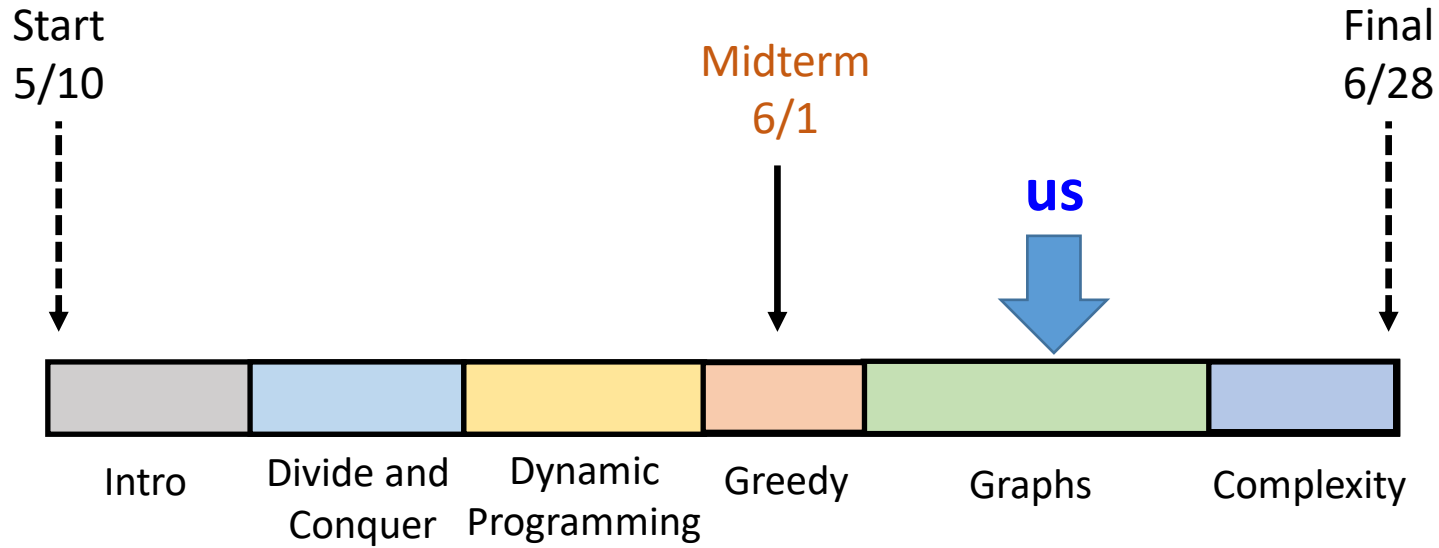 Start
5/10
Midterm
6/1
Final
6/28
us
Intro
Divide and
Conquer
Dynamic
Programming
Greedy
Graphs
Complexity